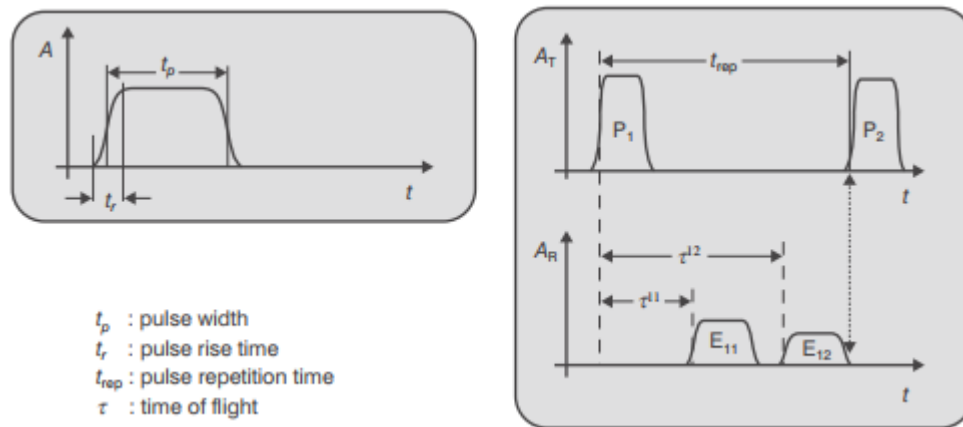 A
t_p
t_r
t
t_p : pulse width
t_r : pulse rise time
t_rep : pulse repetition time
τ : time of flight
A_T
t_rep
P_1
P_2
t
A_R
τ^12
τ^11
E_11
E_12
t